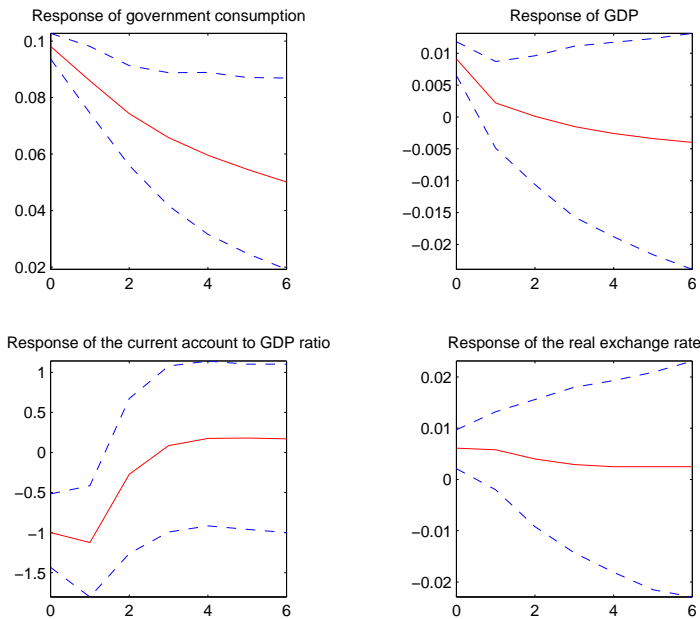 Response of government consumption
0.1
0.08
0.06
0.04
0.02
0 2 4 6
Response of GDP
0.01
0.005
0
−0.005
−0.01
−0.015
−0.02
0 2 4 6
Response of the current account to GDP ratio
1
0.5
0
−0.5
−1
−1.5
0 2 4 6
Response of the real exchange rate
0.02
0.01
0
−0.01
−0.02
0 2 4 6